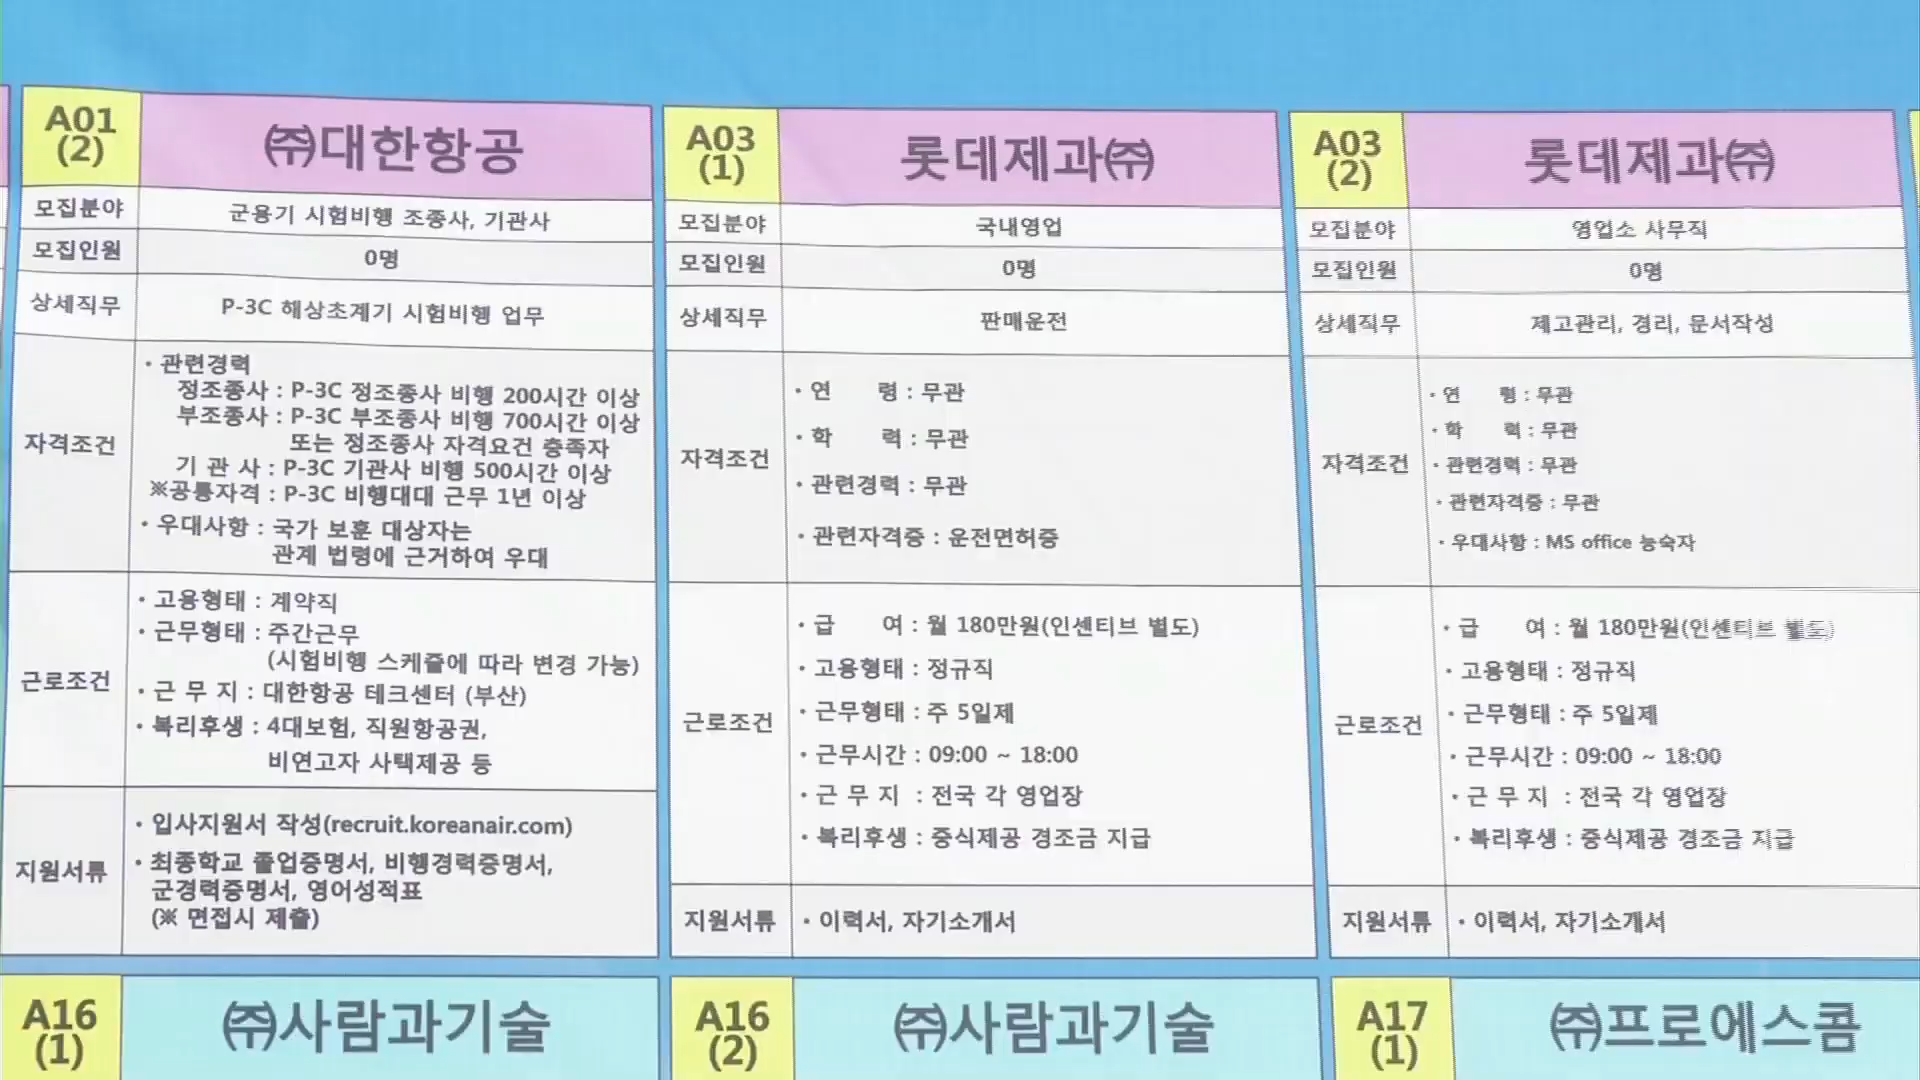 A01
(2)
㈜대한항공
모집분야
군용기 시험비행 조종사, 기관사
모집인원
0명
상세직무
P-3C 해상초계기 시험비행 업무
자격조건
· 관련경력
정조종사 : P-3C 정조종사 비행 200시간 이상
부조종사 : P-3C 부조종사 비행 700시간 이상
또는 정조종사 자격요건 충족자
기 관 사 : P-3C 기관사 비행 500시간 이상
※공통자격 : P-3C 비행대대 근무 1년 이상
· 우대사항 : 국가 보훈 대상자는
관계 법령에 근거하여 우대
근로조건
· 고용형태 : 계약직
· 근무형태 : 주간근무
(시험비행 스케줄에 따라 변경 가능)
· 근 무 지 : 대한항공 테크센터 (부산)
· 복리후생 : 4대보험, 직원항공권,
비연고자 사택제공 등
지원서류
· 입사지원서 작성(recruit.koreanair.com)
· 최종학교 졸업증명서, 비행경력증명서,
군경력증명서, 영어성적표
(※ 면접시 제출)
A03
(1)
롯데제과㈜
모집분야
국내영업
모집인원
0명
상세직무
판매운전
자격조건
· 연 령 : 무관
· 학 력 : 무관
· 관련경력 : 무관
· 관련자격증 : 운전면허증
근로조건
· 급 여 : 월 180만원(인센티브 별도)
· 고용형태 : 정규직
· 근무형태 : 주 5일제
· 근무시간 : 09:00 ~ 18:00
· 근 무 지 : 전국 각 영업장
· 복리후생 : 중식제공 경조금 지급
지원서류
· 이력서, 자기소개서
A03
(2)
롯데제과㈜
모집분야
영업소 사무직
모집인원
0명
상세직무
제고관리, 경리, 문서작성
자격조건
· 연 령 : 무관
· 학 력 : 무관
· 관련경력 : 무관
· 관련자격증 : 무관
· 우대사항 : MS office 능숙자
근로조건
· 급 여 : 월 180만원(인센티브 별도)
· 고용형태 : 정규직
· 근무형태 : 주 5일제
· 근무시간 : 09:00 ~ 18:00
· 근 무 지 : 전국 각 영업장
· 복리후생 : 중식제공 경조금 지급
지원서류
· 이력서, 자기소개서
A16
(1)
㈜사람과기술
A16
(2)
㈜사람과기술
A17
(1)
㈜프로에스콤